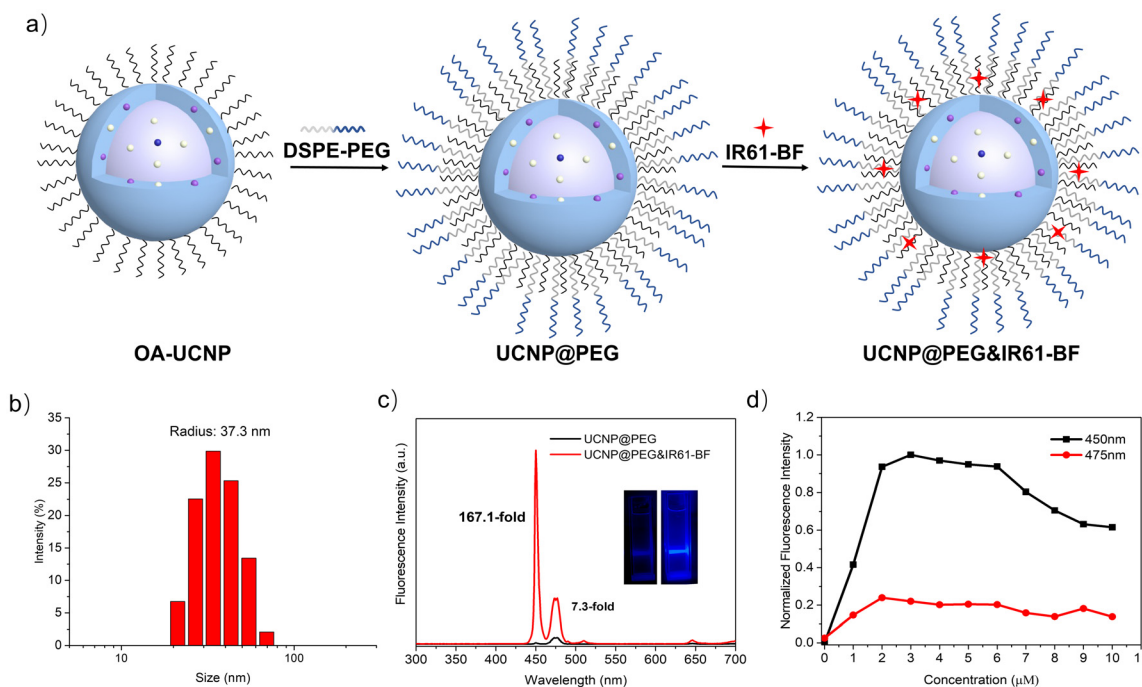 a)
DSPE-PEG
IR61-BF
OA-UCNP
UCNP@PEG
UCNP@PEG&IR61-BF
b)
35
30
25
20
15
10
5
0
Intensity (%)
Radius: 37.3 nm
10
100
Size (nm)
c)
Fluorescence Intensity (a.u.)
UCNP@PEG
UCNP@PEG&IR61-BF
167.1-fold
7.3-fold
300
350
400
450
500
550
600
650
700
Wavelength (nm)
d)
1.2
1.0
0.8
0.6
0.4
0.2
0.0
Normalized Fluorescence Intensity
450nm
475nm
0
1
2
3
4
5
6
7
8
9
10
1
Concentration (μM)